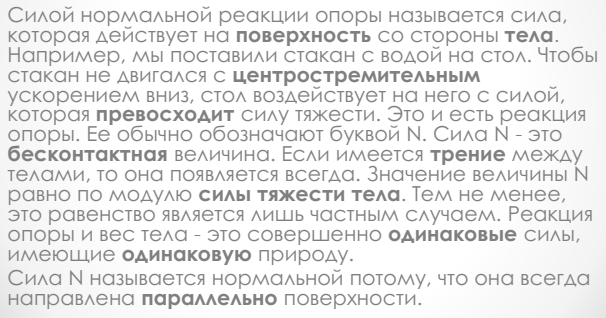 Силой нормальной реакции опоры называется сила,
которая действует на поверхность со стороны тела.
Например, мы поставили стакан с водой на стол. Чтобы
стакан не двигался с центростремительным
ускорением вниз, стол воздействует на него с силой,
которая превосходит силу тяжести. Это и есть реакция
опоры. Ее обычно обозначают буквой N. Сила N - это
бесконтактная величина. Если имеется трение между
телами, то она появляется всегда. Значение величины N
равно по модулю силы тяжести тела. Тем не менее,
это равенство является лишь частным случаем. Реакция
опоры и вес тела - это совершенно одинаковые силы,
имеющие одинаковую природу.
Сила N называется нормальной потому, что она всегда
направлена параллельно поверхности.